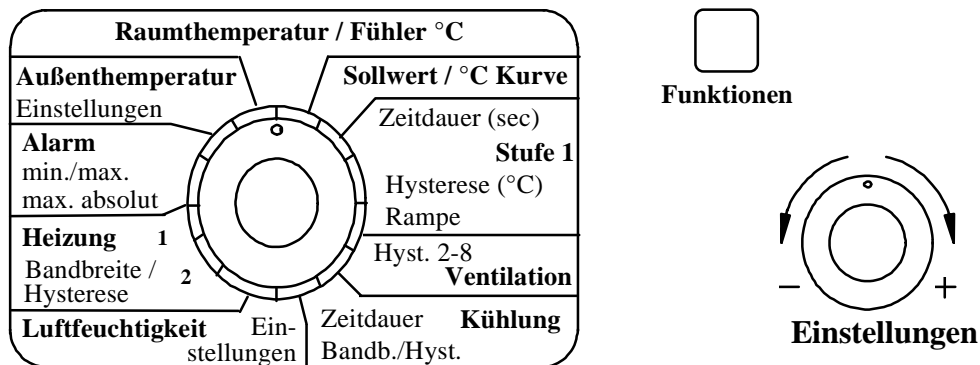 Raumthemperatur / Fühler °C
Außenthemperatur
Einstellungen
Sollwert / °C Kurve
Zeitdauer (sec)
Stufe 1
Hysterese (°C)
Rampe
Alarm
min./max.
max. absolut
Heizung 1
Bandbreite / 2
Hysterese
Hyst. 2-8
Ventilation
Luftfeuchtigkeit
Ein-
stellungen
Zeitdauer Kühlung
Bandb./Hyst.
Funktionen
− +
Einstellungen